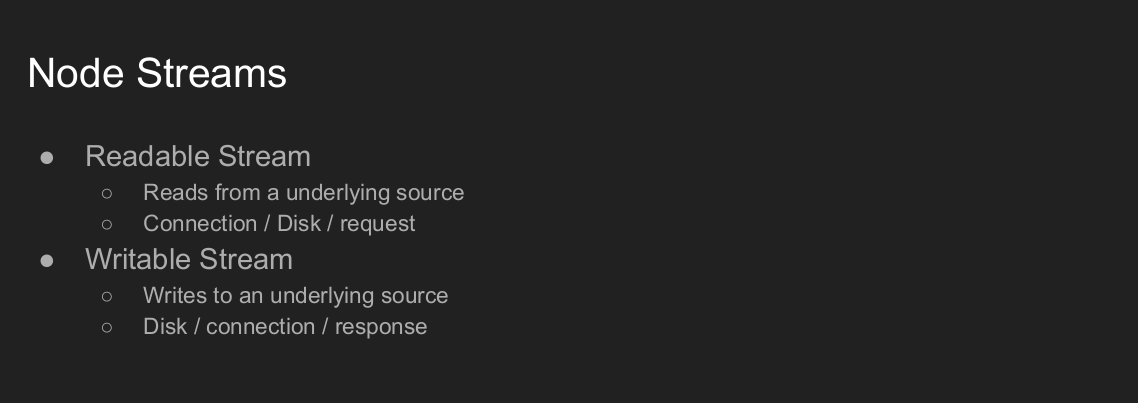 Node Streams
● Readable Stream
○ Reads from a underlying source
○ Connection / Disk / request
● Writable Stream
○ Writes to an underlying source
○ Disk / connection / response